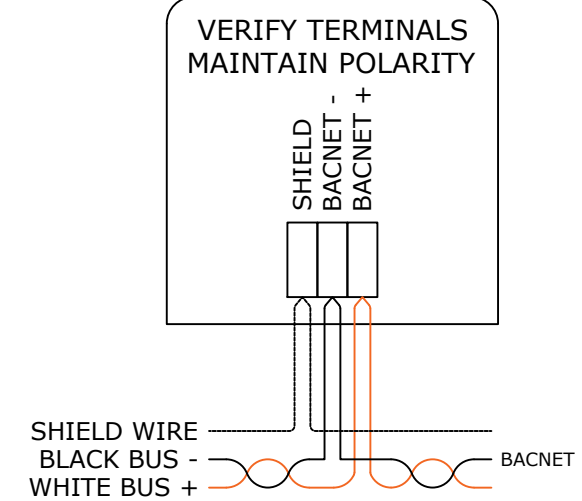 VERIFY TERMINALS
MAINTAIN POLARITY
SHIELD
BACNET -
BACNET +
SHIELD WIRE
BLACK BUS -
BACNET
WHITE BUS +